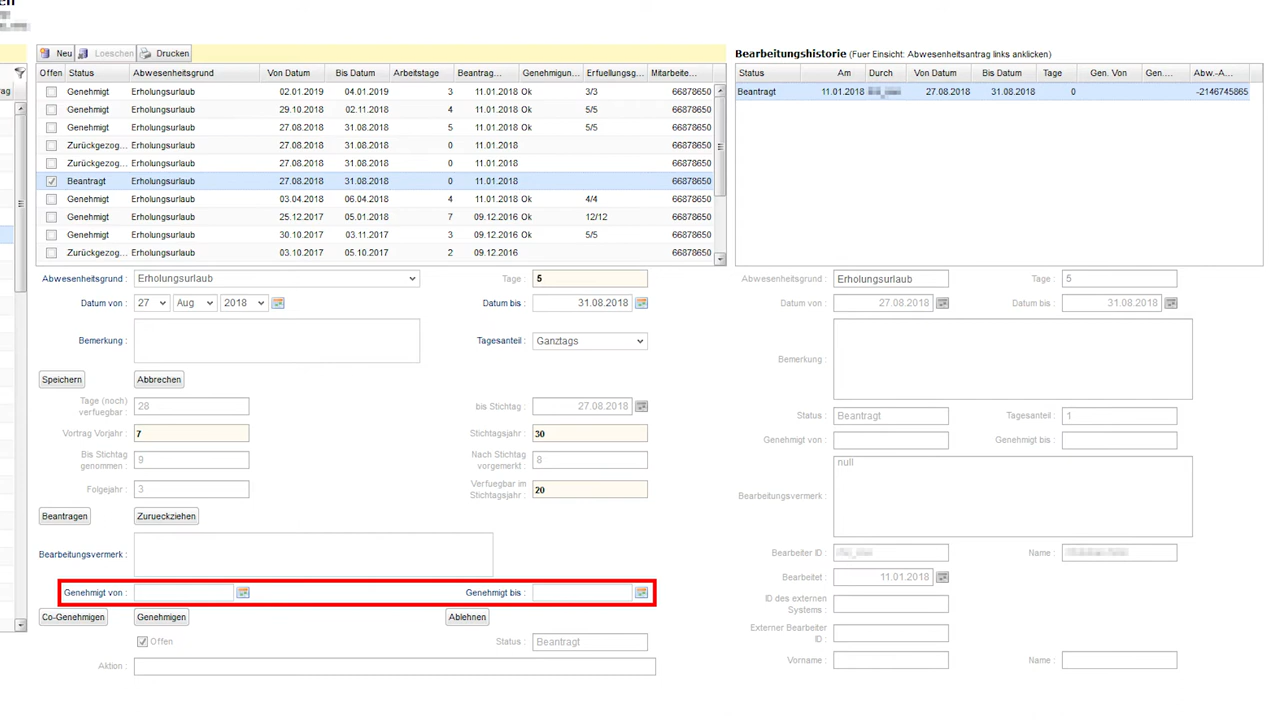 Neu Loeschen Drucken
Offen Status Abwesenheitsgrund Von Datum Bis Datum Arbeitstage Beantrag... Genehmigun... Erfuellungsg... Mitarbeite...
Genehmigt Erholungsurlaub 02.01.2019 04.01.2019 3 11.01.2018 Ok 3/3 66878650
Genehmigt Erholungsurlaub 29.10.2018 02.11.2018 4 11.01.2018 Ok 5/5 66878650
Genehmigt Erholungsurlaub 27.08.2018 31.08.2018 5 11.01.2018 Ok 5/5 66878650
Zurückgezog... Erholungsurlaub 27.08.2018 31.08.2018 0 11.01.2018 66878650
Zurückgezog... Erholungsurlaub 27.08.2018 31.08.2018 0 11.01.2018 66878650
Beantragt Erholungsurlaub 27.08.2018 31.08.2018 0 11.01.2018 66878650
Genehmigt Erholungsurlaub 03.04.2018 06.04.2018 4 11.01.2018 Ok 4/4 66878650
Genehmigt Erholungsurlaub 25.12.2017 05.01.2018 7 09.12.2016 Ok 12/12 66878650
Genehmigt Erholungsurlaub 30.10.2017 03.11.2017 3 09.12.2016 Ok 5/5 66878650
Zurückgezog... Erholungsurlaub 03.10.2017 05.10.2017 2 09.12.2016 66878650
Abwesenheitsgrund : Erholungsurlaub Tage : 5
Datum von : 27 Aug 2018 Datum bis : 31.08.2018
Bemerkung : Tagesanteil : Ganztags
Speichern Abbrechen
Tage (noch) verfuegbar : 28 bis Stichtag : 27.08.2018
Vortrag Vorjahr : 7 Stichtagsjahr : 30
Bis Stichtag genommen : 9 Nach Stichtag vorgemerkt : 8
Folgejahr : 3 Verfuegbar im Stichtagsjahr : 20
Beantragen Zurueckziehen
Bearbeitungsvermerk :
Genehmigt von : Genehmigt bis :
Co-Genehmigen Genehmigen Ablehnen
Offen Status : Beantragt
Aktion :
Bearbeitungshistorie (Fuer Einsicht: Abwesenheitsantrag links anklicken)
Status Am Durch Von Datum Bis Datum Tage Gen. Von Gen.... Abw.-A...
Beantragt 11.01.2018 27.08.2018 31.08.2018 0 -2146745865
Abwesenheitsgrund : Erholungsurlaub Tage : 5
Datum von : 27.08.2018 Datum bis : 31.08.2018
Bemerkung :
Status : Beantragt Tagesanteil : 1
Genehmigt von : Genehmigt bis :
null
Bearbeitungsvermerk :
Bearbeiter ID : Name :
Bearbeitet : 11.01.2018
ID des externen Systems :
Externer Bearbeiter ID :
Vorname : Name :